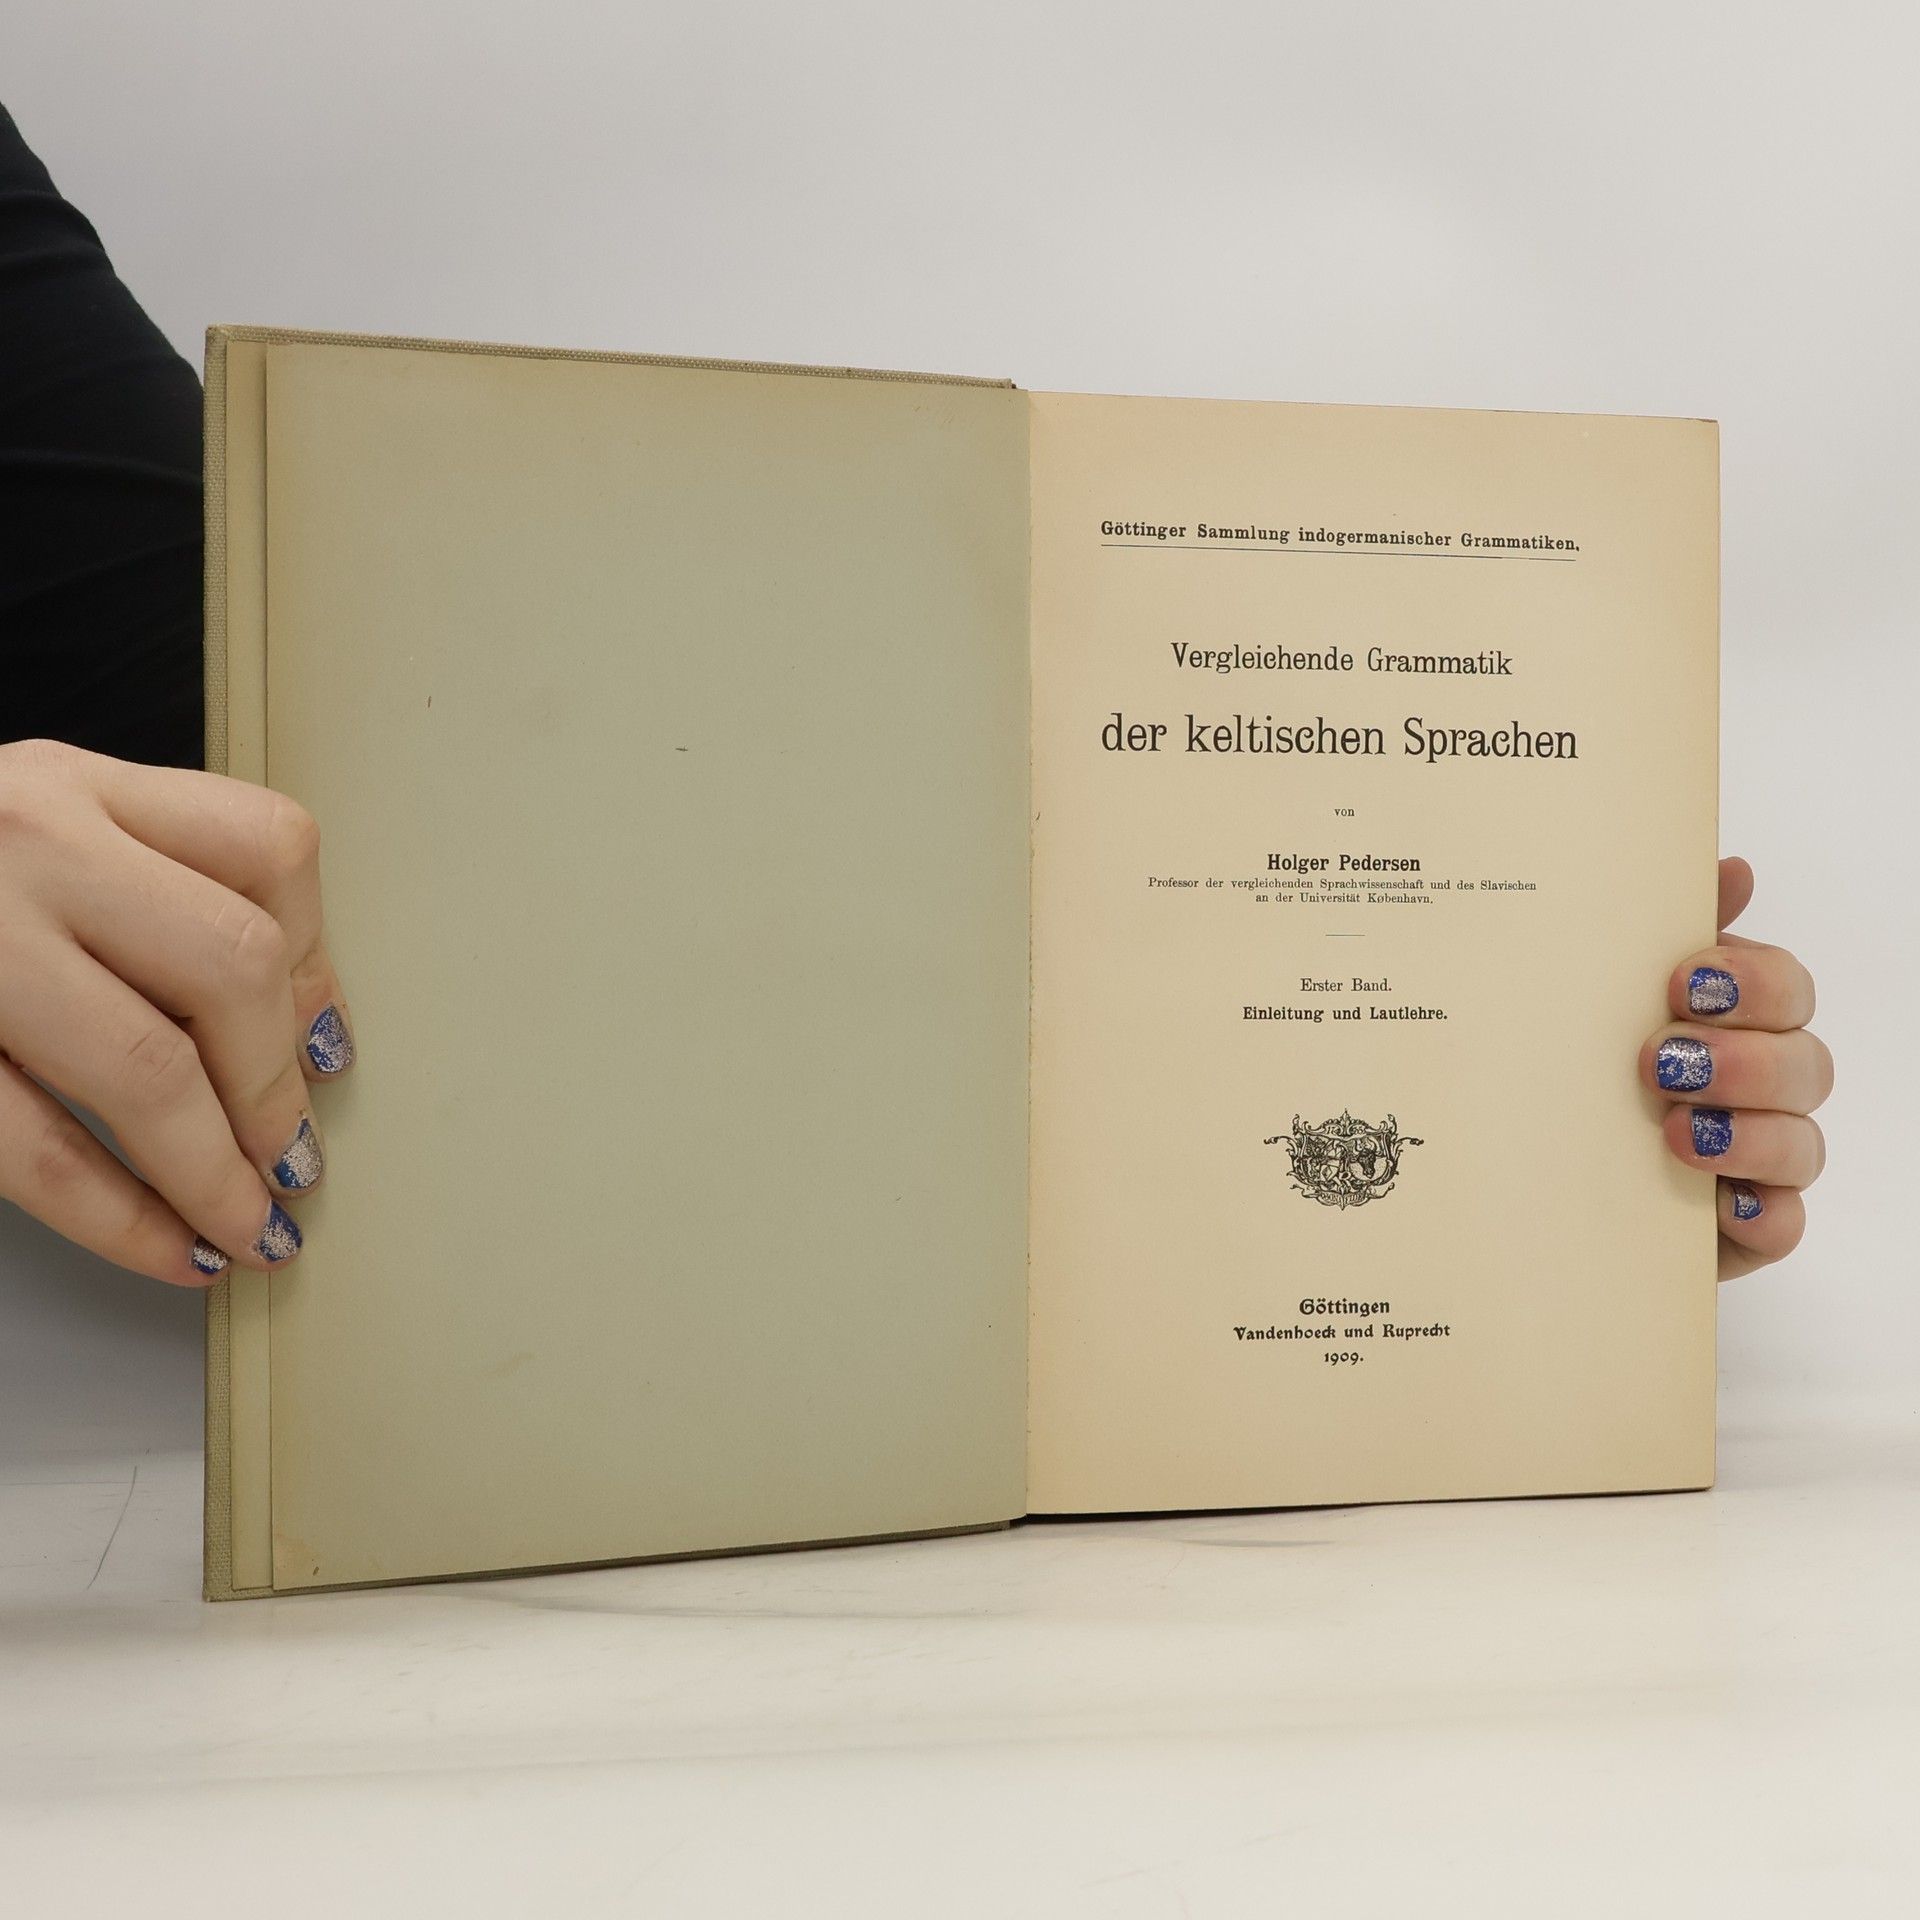 Göttinger Sammlung indogermanischer Grammatiken.
Vergleichende Grammatik
der keltischen Sprachen
von
Holger Pedersen
Professor der vergleichenden Sprachwissenschaft und des Slavischen
an der Universität København.
Erster Band.
Einleitung und Lautlehre.
Göttingen
Vandenhoeck und Ruprecht
1909.